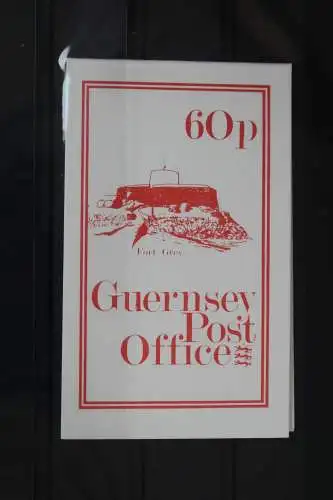 60p
Fort Grey
Guernsey
Post
Office